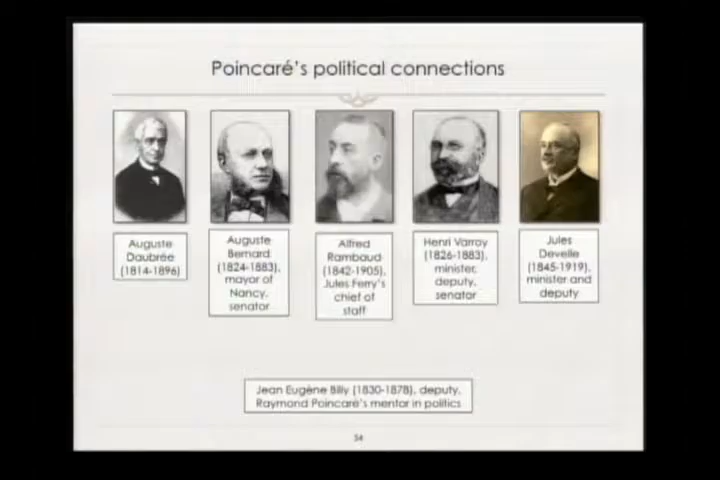 Poincaré's political connections
Auguste
Daubrée
(1814-1896)
Auguste
Bernard
(1824-1883),
mayor of
Nancy,
senator
Alfred
Rambaud
(1842-1905),
Jules Ferry's
chief of
staff
Henri Varroy
(1826-1883),
minister,
deputy,
senator
Jules
Develle
(1845-1919),
minister and
deputy
Jean Eugène Billy (1830-1878), deputy,
Raymond Poincaré's mentor in politics
54